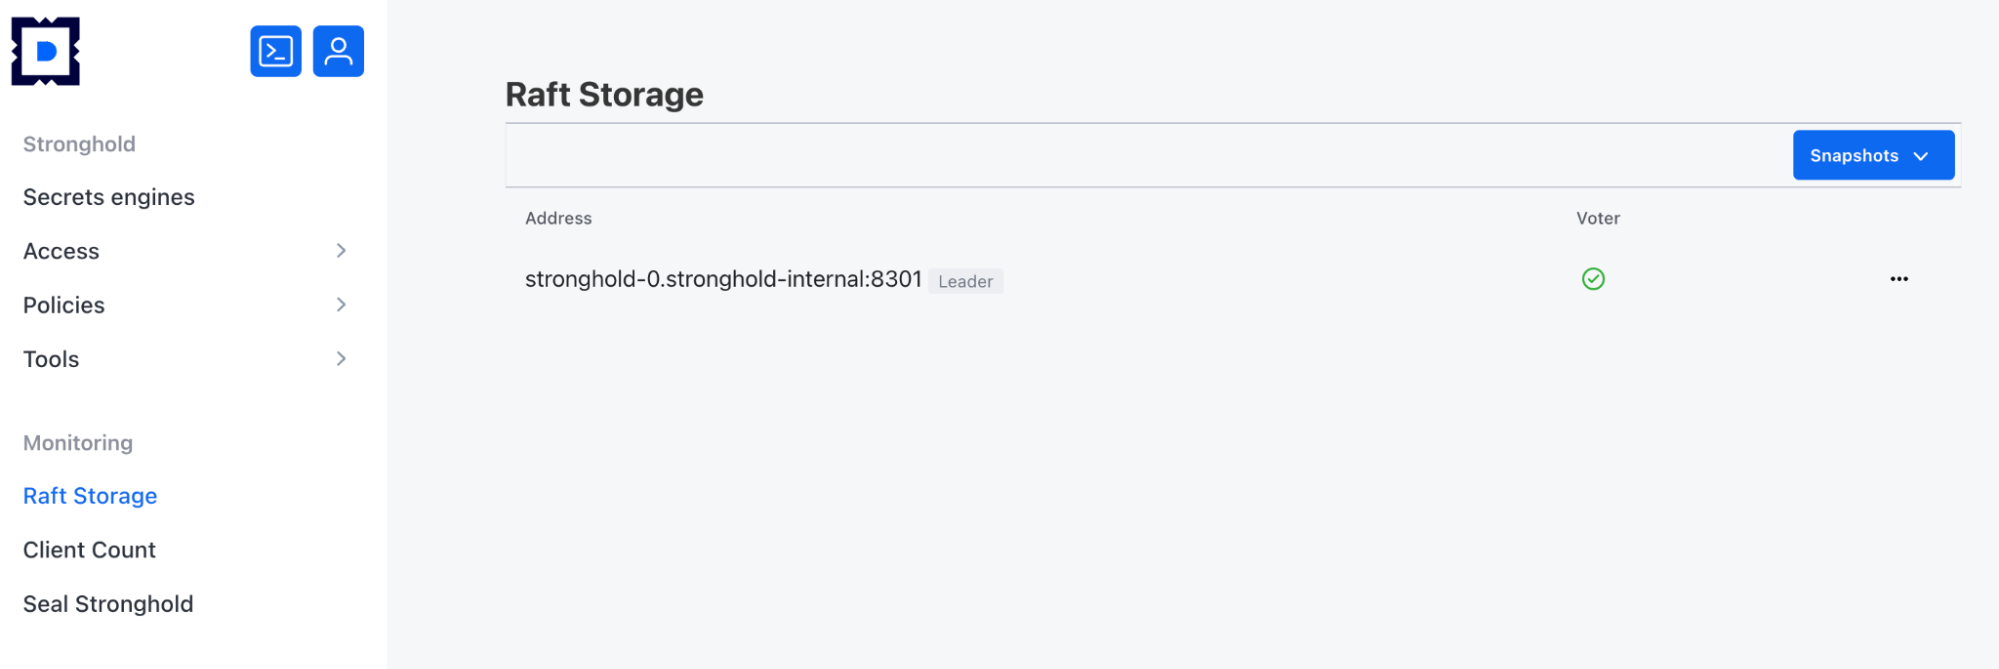 Stronghold
Secrets engines
Access
Policies
Tools
Monitoring
Raft Storage
Client Count
Seal Stronghold
Raft Storage
Snapshots
Address Voter
stronghold-0.stronghold-internal:8301 Leader